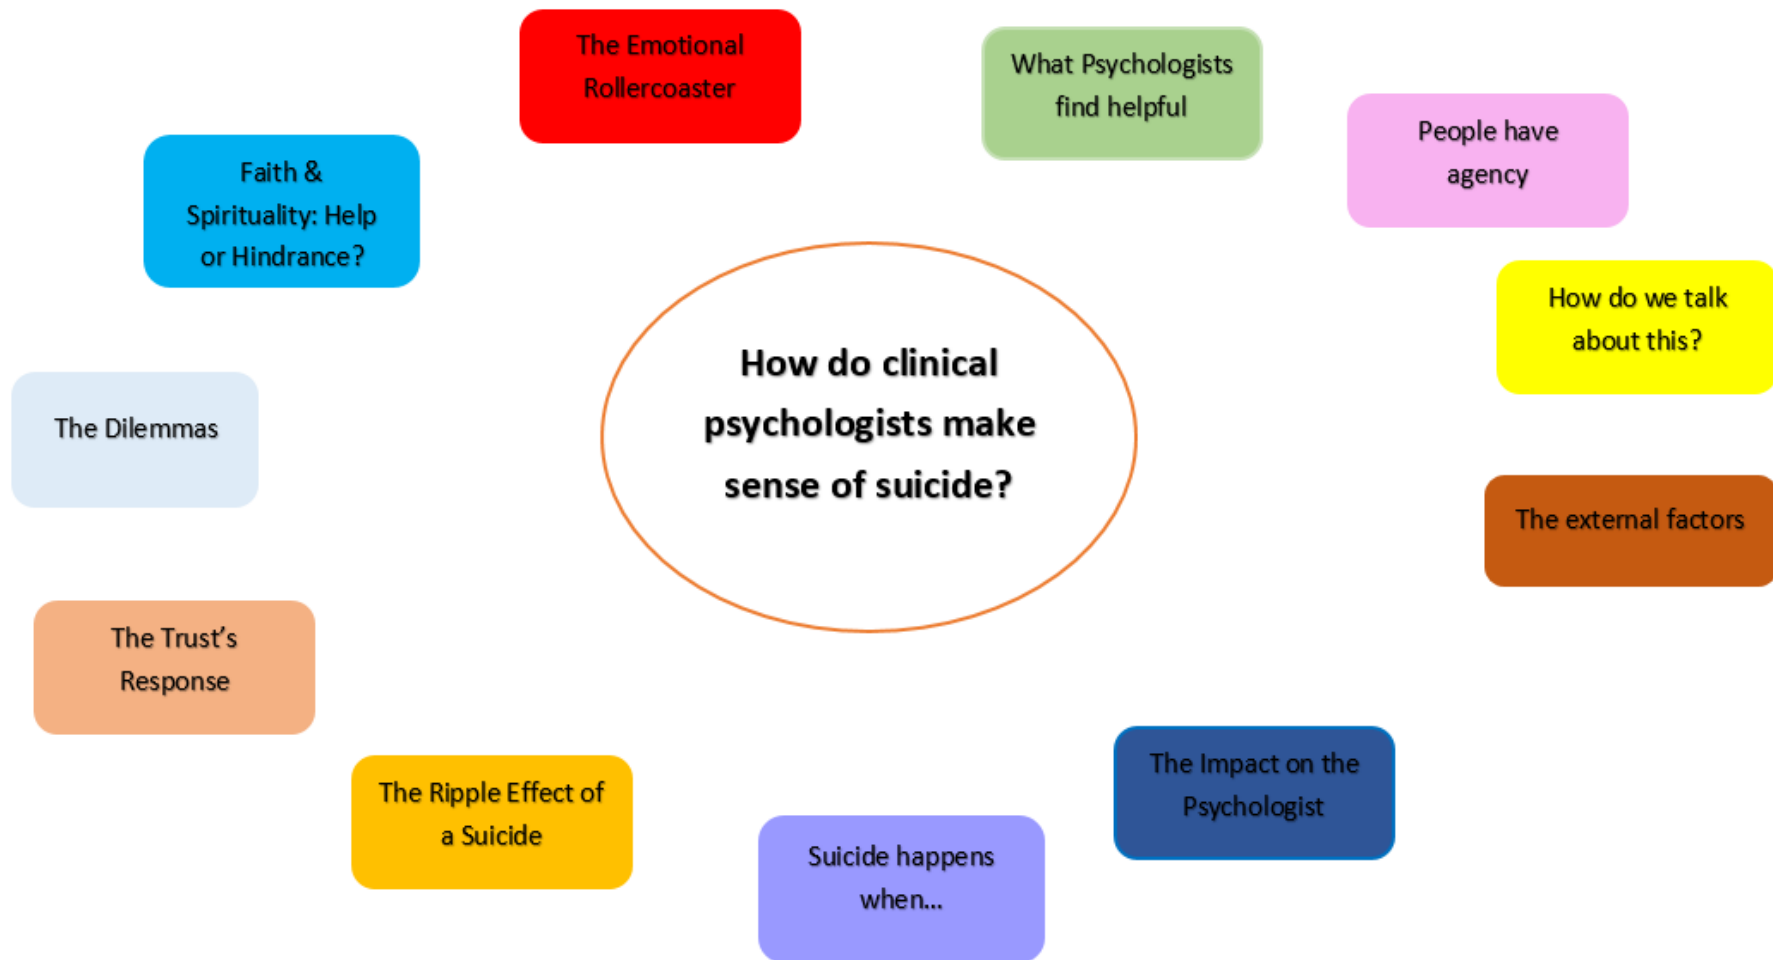 The Emotional
Rollercoaster
What Psychologists
find helpful
People have
agency
Faith &
Spirituality: Help
or Hindrance?
How do we talk
about this?
How do clinical
psychologists make
sense of suicide?
The Dilemmas
The external factors
The Trust’s
Response
The Impact on the
Psychologist
The Ripple Effect of
a Suicide
Suicide happens
when...